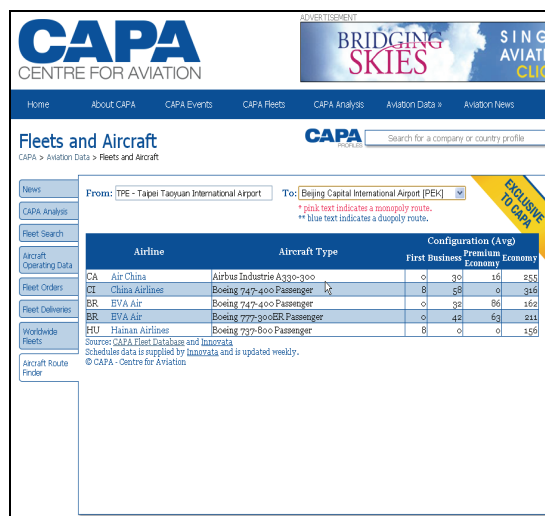 ADVERTISEMENT
CAPA
CENTRE FOR AVIATION
BRIDGING
SKIES
SING
AVIATI
CLIC
Home About CAPA CAPA Events CAPA Fleets CAPA Analysis Aviation Data » Aviation News
Fleets and Aircraft
CAPA > Aviation Data > Fleets and Aircraft
CAPA
PROFILES
Search for a company or country profile
News
CAPA Analysis
Fleet Search
Aircraft
Operating Data
Fleet Orders
Fleet Deliveries
Worldwide
Fleets
Aircraft Route
Finder
From: TPE - Taipei Taoyuan International Airport To: Beijing Capital International Airport [PEK]
* pink text indicates a monopoly route.
** blue text indicates a duopoly route.
EXCLUSIVE
TO CAPA
Airline Aircraft Type Configuration (Avg)
First Business Premium Economy Economy
CA Air China Airbus Industrie A330-300 0 30 16 255
CI China Airlines Boeing 747-400 Passenger 8 58 0 316
BR EVA Air Boeing 747-400 Passenger 0 32 86 162
BR EVA Air Boeing 777-300ER Passenger 0 42 63 211
HU Hainan Airlines Boeing 737-800 Passenger 8 0 0 156
Source: CAPA Fleet Database and Innovata
Schedules data is supplied by Innovata and is updated weekly.
© CAPA - Centre for Aviation